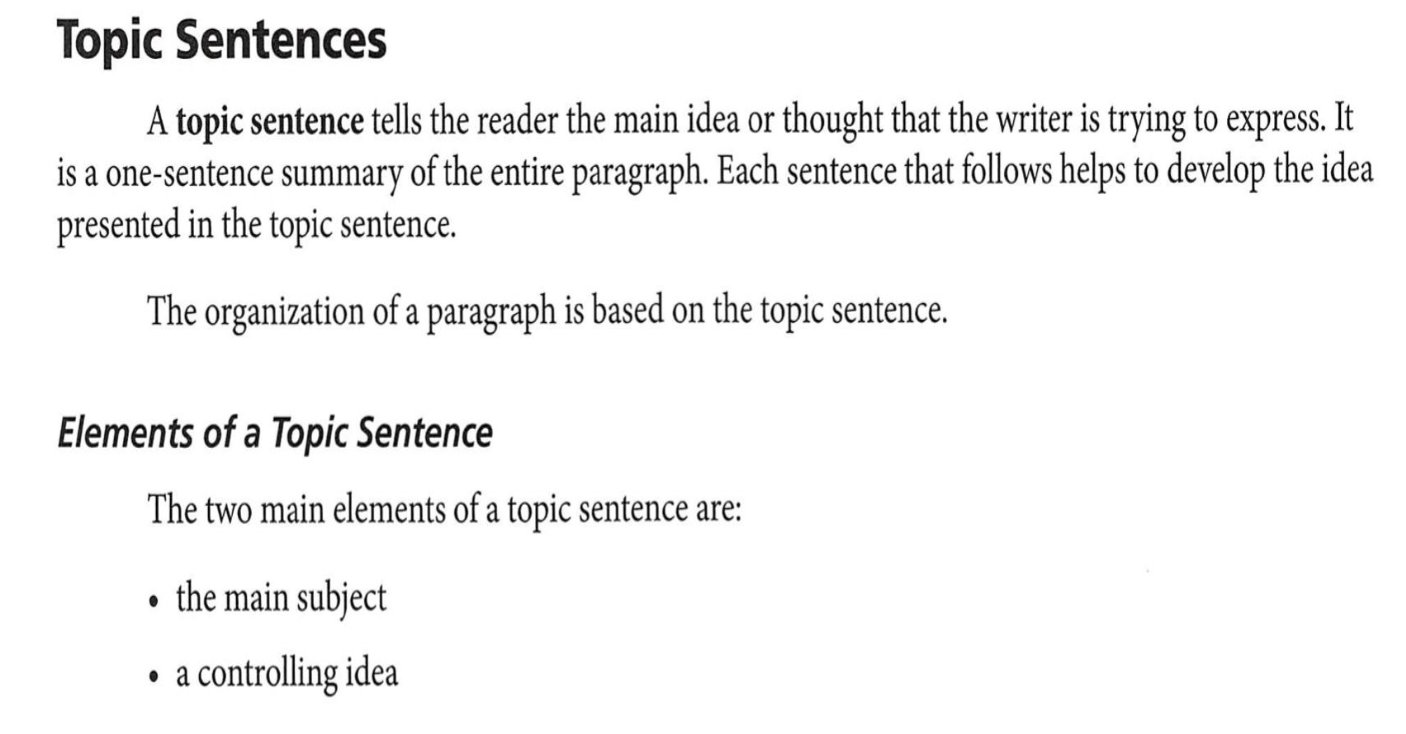 Topic Sentences
A topic sentence tells the reader the main idea or thought that the writer is trying to express. It
is a one-sentence summary of the entire paragraph. Each sentence that follows helps to develop the idea
presented in the topic sentence.
The organization of a paragraph is based on the topic sentence.
Elements of a Topic Sentence
The two main elements of a topic sentence are:
• the main subject
• a controlling idea